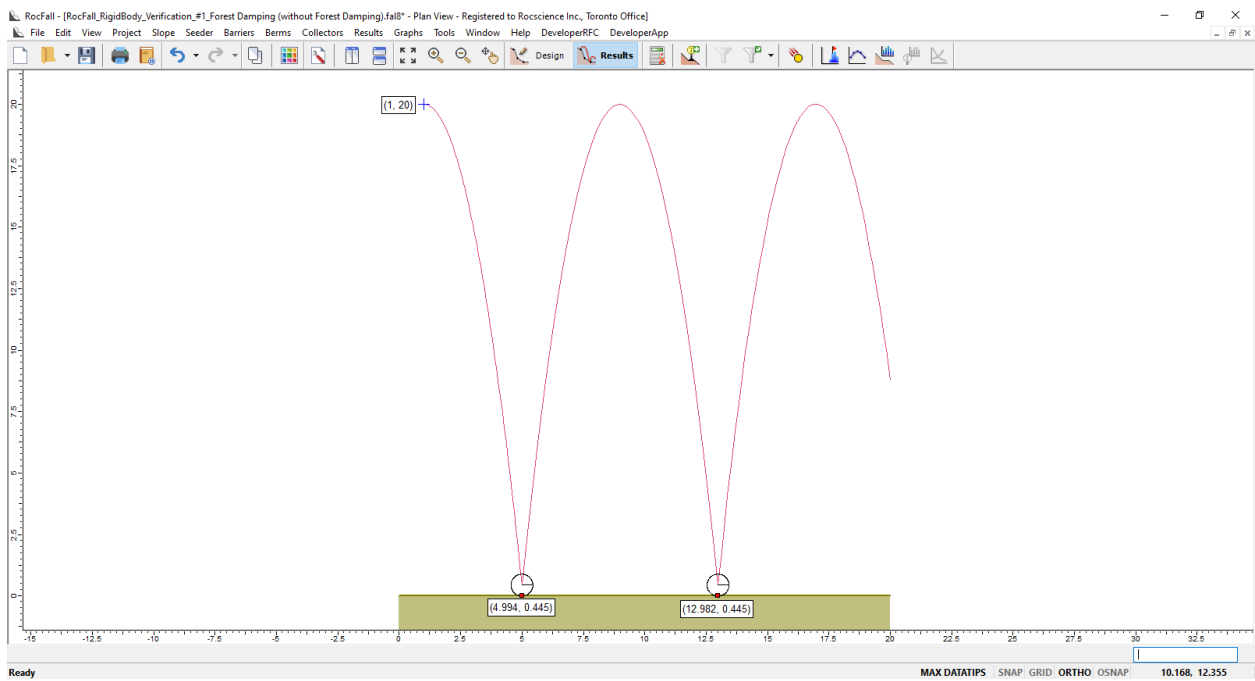 RocFall - [RocFall_RigidBody_Verification_#1_Forest Damping (without Forest Damping).fal8* - Plan View - Registered to Rocscience Inc., Toronto Office]
File Edit View Project Slope Seeder Barriers Berms Collectors Results Graphs Tools Window Help DeveloperRFC DeveloperApp
Design Results
(1, 20)
20
17.5
15
12.5
10
7.5
5
2.5
0
(4.994, 0.445) (12.982, 0.445)
-15 -12.5 -10 -7.5 -5 -2.5 0 2.5 5 7.5 10 12.5 15 17.5 20 22.5 25 27.5 30 32.5
Ready MAX DATATIPS SNAP GRID ORTHO OSNAP 10.168, 12.355